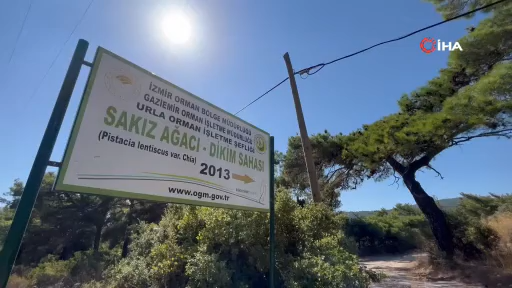 iHA
İZMİR ORMAN BÖLGE MÜDÜRLÜĞÜ
GAZİEMİR ORMAN İŞLETME MÜDÜRLÜĞÜ
URLA ORMAN İŞLETME ŞEFLİĞİ
SAKIZ AĞACI - DİKİM SAHASI
(Pistacia lentiscus var. Chia)
2013
www.ogm.gov.tr